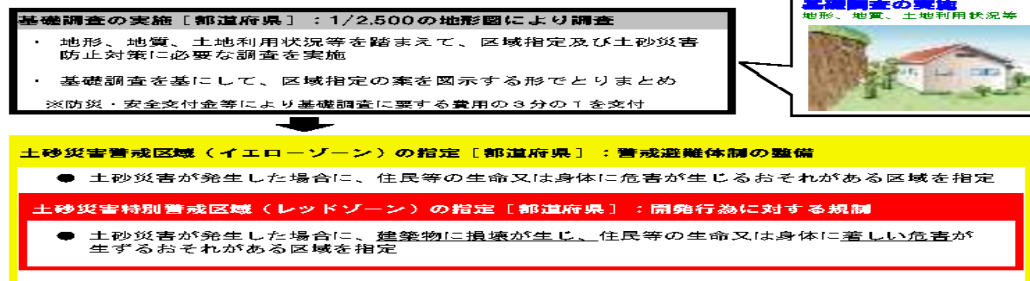 基礎調査の実施［都道府県］：1/2,500の地形図により調査
・ 地形、地質、土地利用状況等を踏まえて、区域指定及び土砂災害
防止対策に必要な調査を実施
・ 基礎調査を基にして、区域指定の案を図示する形でとりまとめ
※防災・安全交付金等により基礎調査に要する費用の３分の１を交付
基礎調査の実施
地形、地質、土地利用状況等
土砂災害警戒区域（イエローゾーン）の指定［都道府県］：警戒避難体制の整備
● 土砂災害が発生した場合に、住民等の生命又は身体に危害が生じるおそれがある区域を指定
土砂災害特別警戒区域（レッドゾーン）の指定［都道府県］：開発行為に対する規制
● 土砂災害が発生した場合に、建築物に損壊が生じ、住民等の生命又は身体に著しい危害が
生ずるおそれがある区域を指定